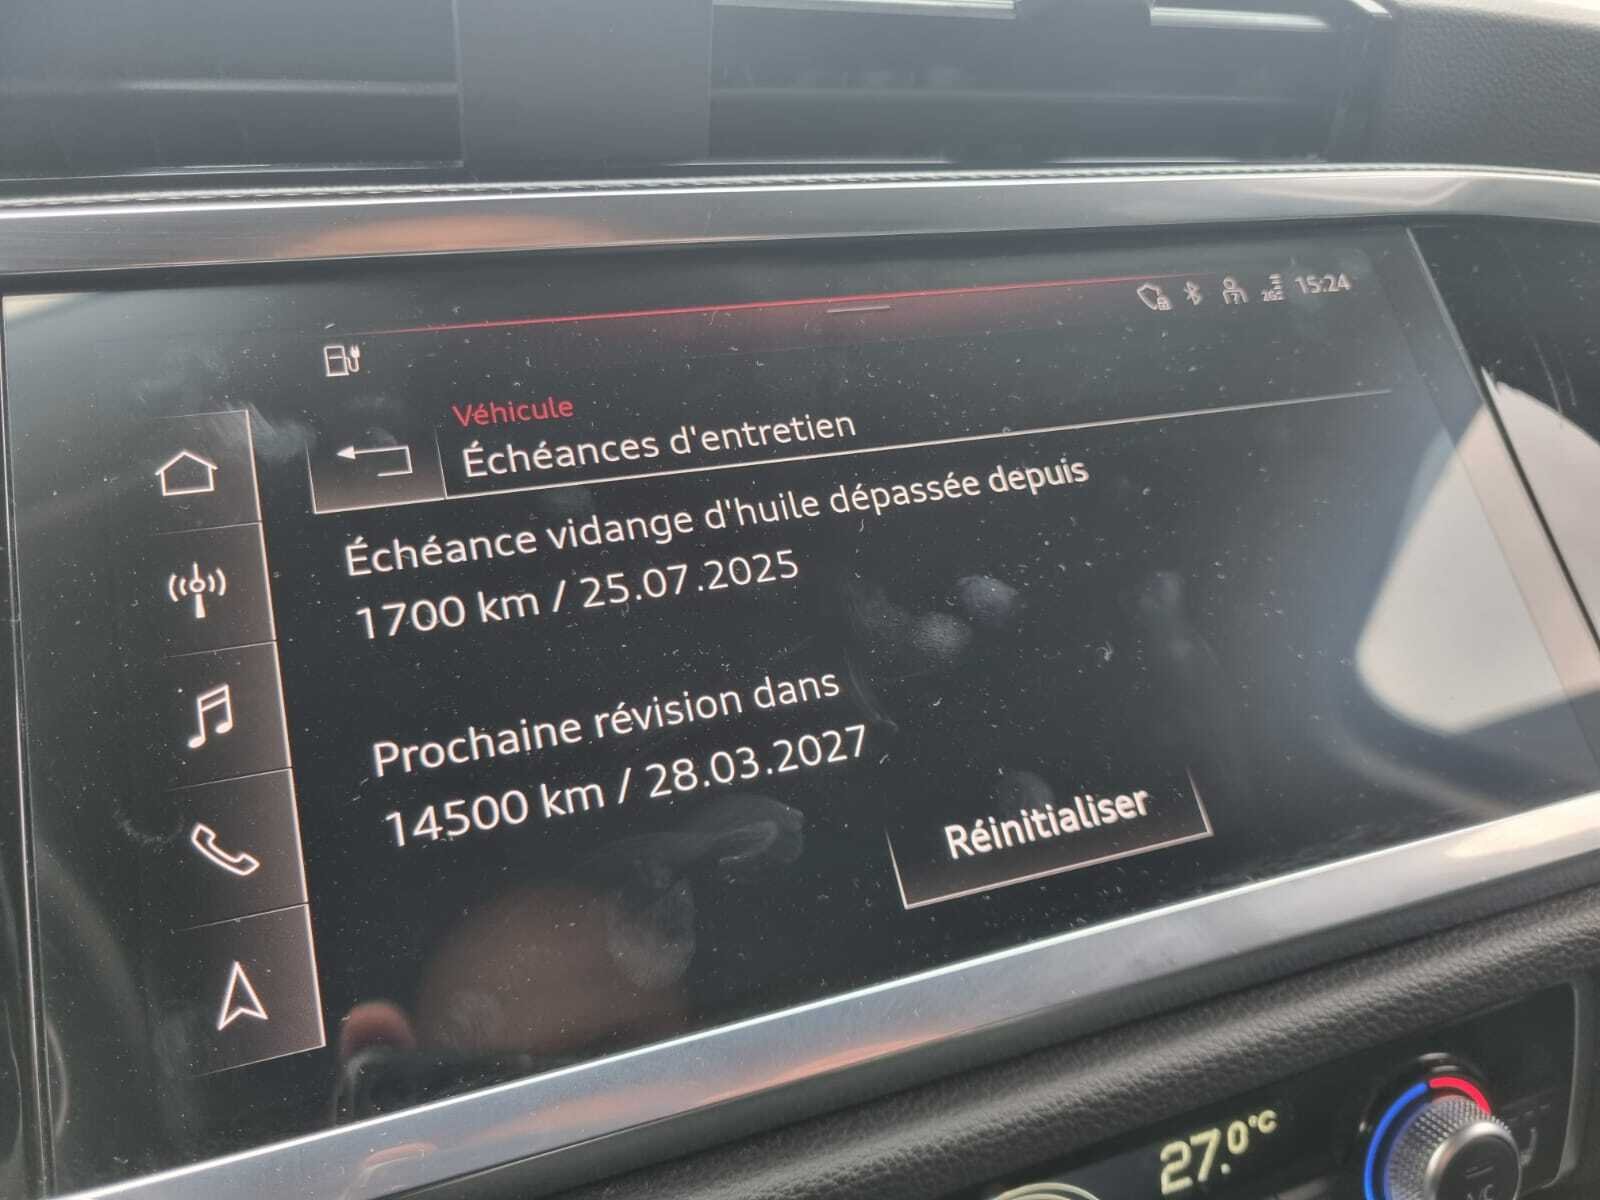 15:24
Véhicule
Échéances d'entretien
Échéance vidange d'huile dépassée depuis
1700 km / 25.07.2025
Prochaine révision dans
14500 km / 28.03.2027
Réinitialiser
27.0°C